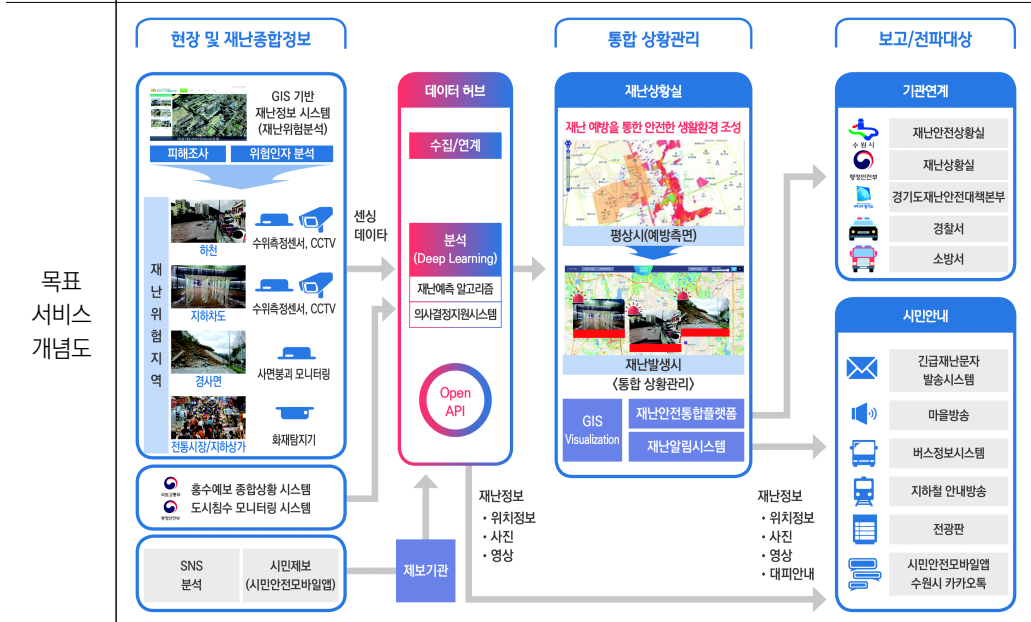 목표
서비스
개념도
현장 및 재난종합정보
GIS 기반
재난정보 시스템
(재난위험분석)
피해조사
위험인자 분석
재난위험지역
하천
수위측정센서, CCTV
지하차도
수위측정센서, CCTV
경사면
사면붕괴 모니터링
전통시장/지하상가
화재탐지기
국토교통부
홍수예보 종합상황 시스템
행정안전부
도시침수 모니터링 시스템
SNS
분석
시민제보
(시민안전모바일앱)
센싱
데이타
데이터 허브
수집/연계
분석
(Deep Learning)
재난예측 알고리즘
의사결정지원시스템
Open
API
제보기관
통합 상황관리
재난상황실
재난 예방을 통한 안전한 생활환경 조성
평상시(예방측면)
재난발생시
〈통합 상황관리〉
GIS
Visualization
재난안전통합플랫폼
재난알림시스템
재난정보
· 위치정보
· 사진
· 영상
재난정보
· 위치정보
· 사진
· 영상
· 대피안내
보고/전파대상
기관연계
수원시
재난안전상황실
행정안전부
재난상황실
경기도재난안전대책본부
경찰서
소방서
시민안내
긴급재난문자
발송시스템
마을방송
버스정보시스템
지하철 안내방송
전광판
시민안전모바일앱
수원시 카카오톡